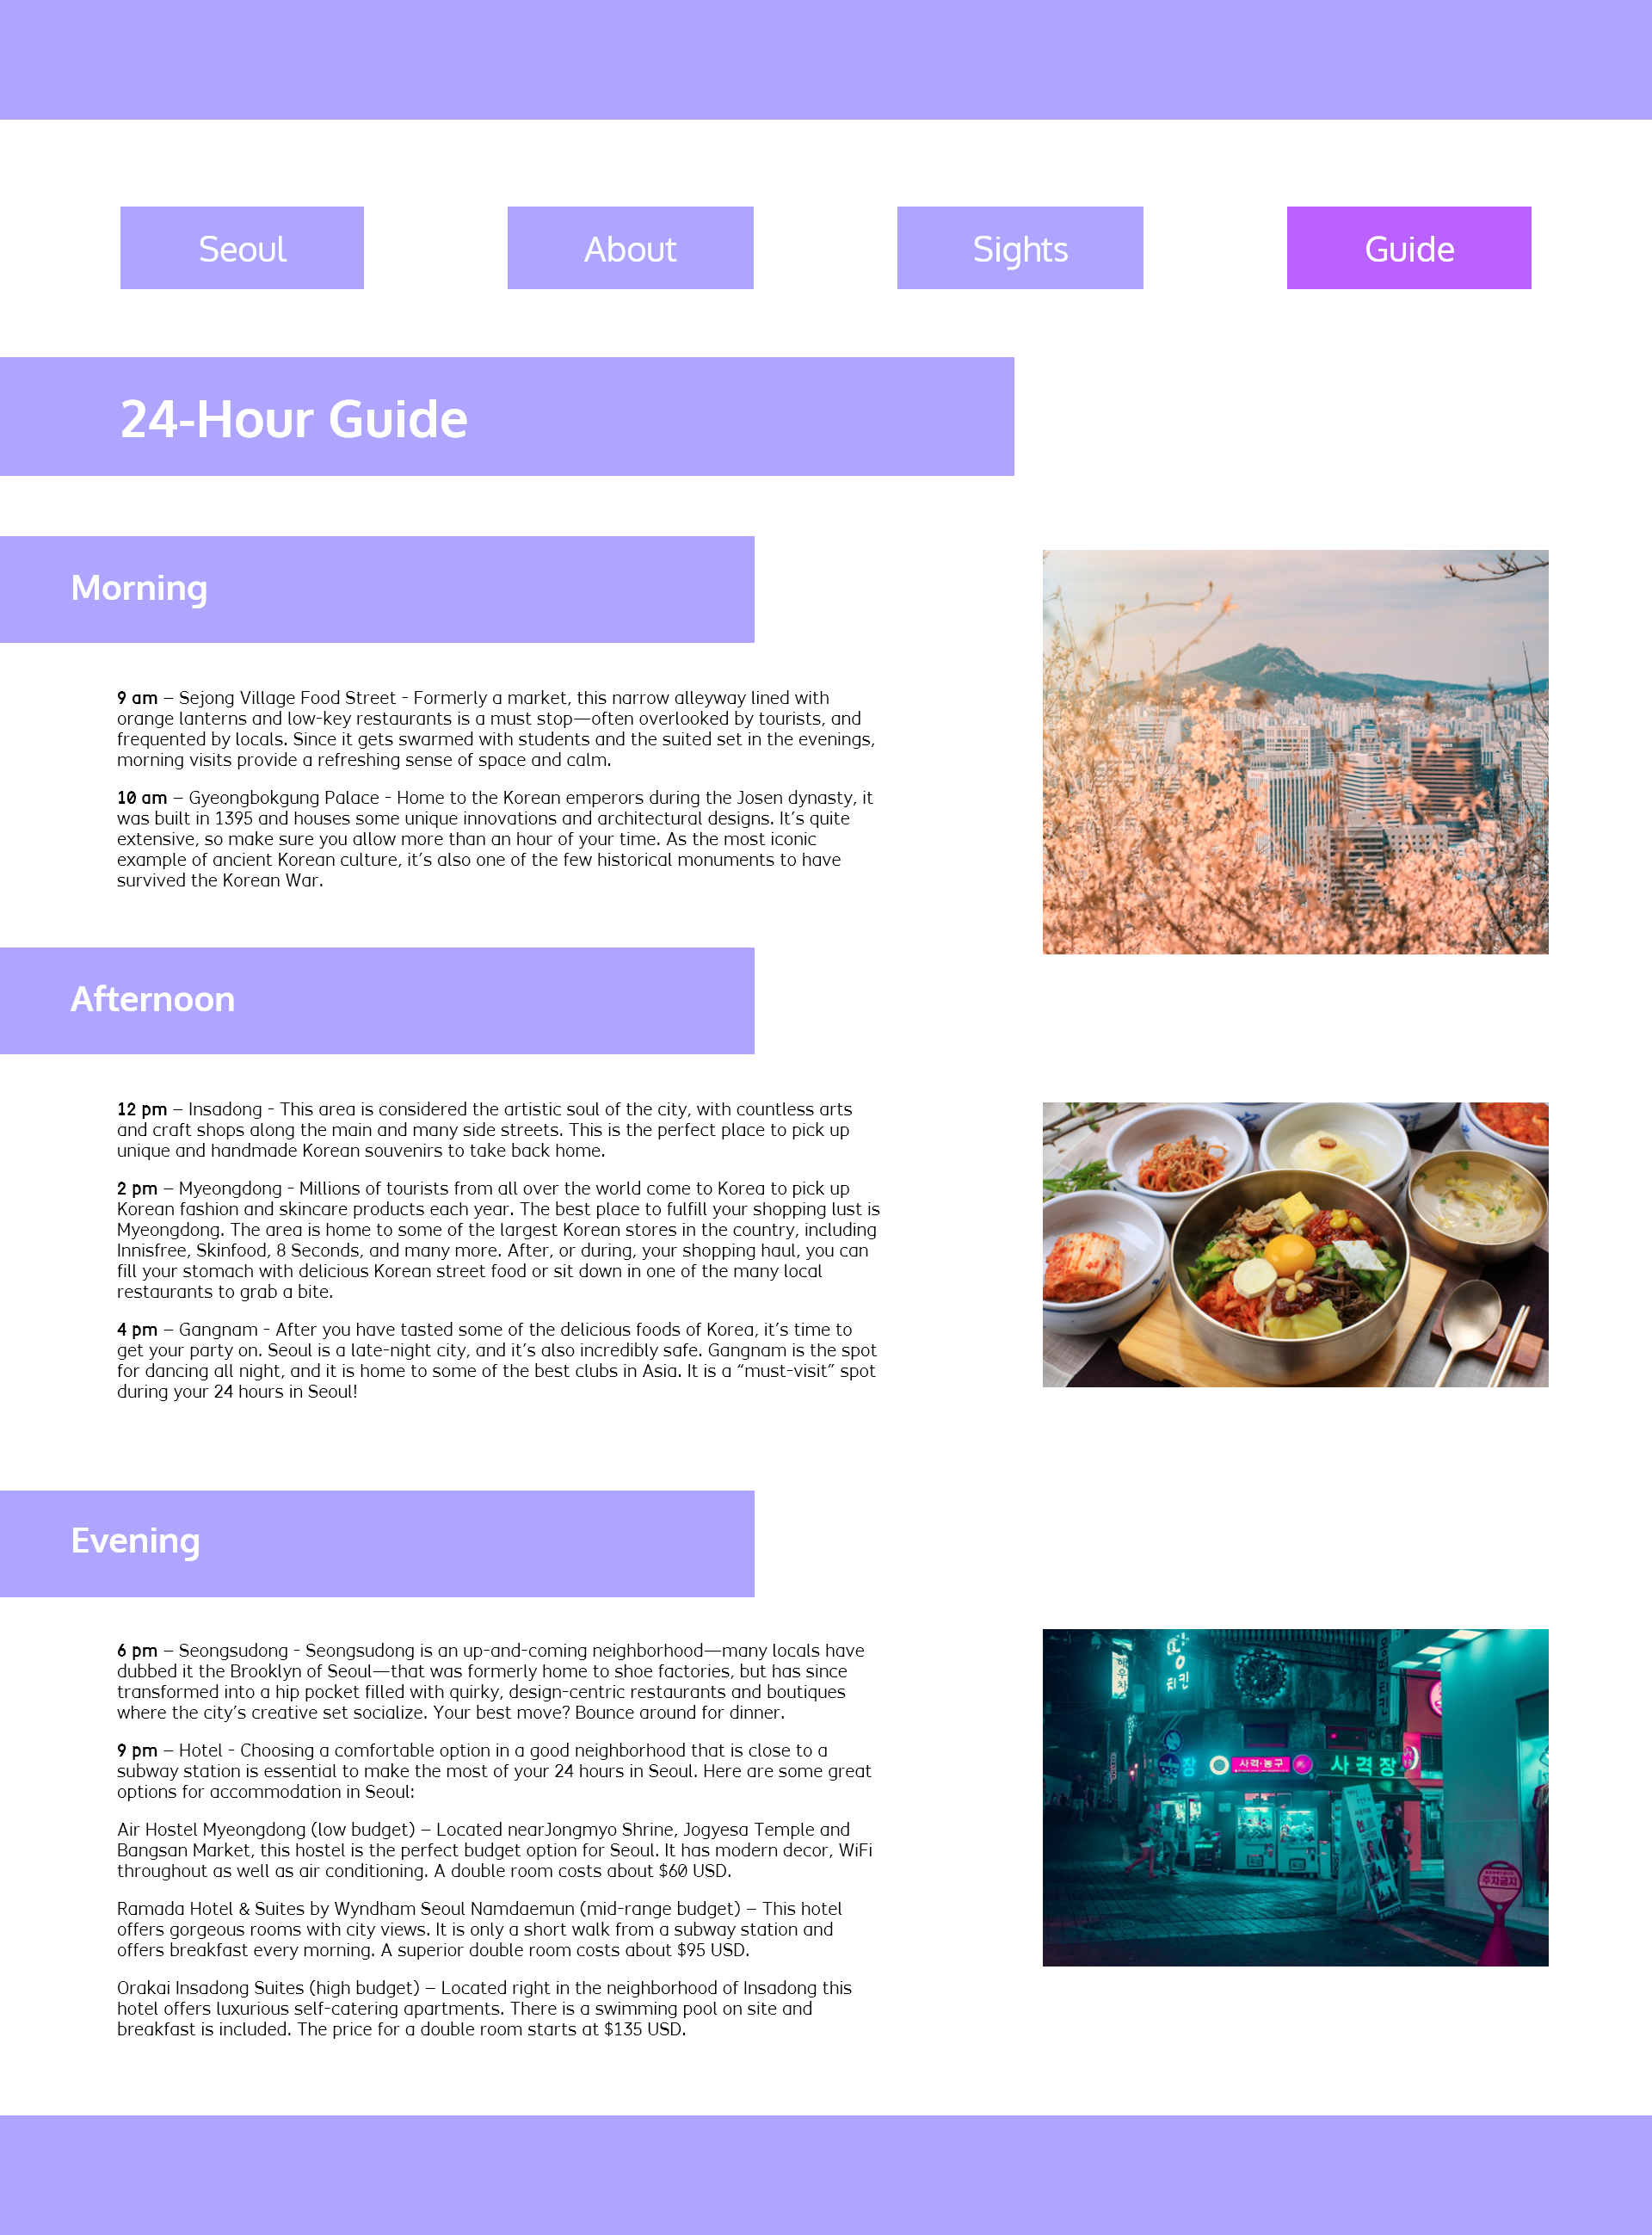 Seoul
About
Sights
Guide
24-Hour Guide
Morning
9 am – Sejong Village Food Street - Formerly a market, this narrow alleyway lined with
orange lanterns and low-key restaurants is a must stop—often overlooked by tourists, and
frequented by locals. Since it gets swarmed with students and the suited set in the evenings,
morning visits provide a refreshing sense of space and calm.
10 am – Gyeongbokgung Palace - Home to the Korean emperors during the Josen dynasty, it
was built in 1395 and houses some unique innovations and architectural designs. It’s quite
extensive, so make sure you allow more than an hour of your time. As the most iconic
example of ancient Korean culture, it’s also one of the few historical monuments to have
survived the Korean War.
Afternoon
12 pm – Insadong - This area is considered the artistic soul of the city, with countless arts
and craft shops along the main and many side streets. This is the perfect place to pick up
unique and handmade Korean souvenirs to take back home.
2 pm – Myeongdong - Millions of tourists from all over the world come to Korea to pick up
Korean fashion and skincare products each year. The best place to fulfill your shopping lust is
Myeongdong. The area is home to some of the largest Korean stores in the country, including
Innisfree, Skinfood, 8 Seconds, and many more. After, or during, your shopping haul, you can
fill your stomach with delicious Korean street food or sit down in one of the many local
restaurants to grab a bite.
4 pm – Gangnam - After you have tasted some of the delicious foods of Korea, it’s time to
get your party on. Seoul is a late-night city, and it’s also incredibly safe. Gangnam is the spot
for dancing all night, and it is home to some of the best clubs in Asia. It is a “must-visit” spot
during your 24 hours in Seoul!
Evening
6 pm – Seongsudong - Seongsudong is an up-and-coming neighborhood—many locals have
dubbed it the Brooklyn of Seoul—that was formerly home to shoe factories, but has since
transformed into a hip pocket filled with quirky, design-centric restaurants and boutiques
where the city’s creative set socialize. Your best move? Bounce around for dinner.
9 pm – Hotel - Choosing a comfortable option in a good neighborhood that is close to a
subway station is essential to make the most of your 24 hours in Seoul. Here are some great
options for accommodation in Seoul:
Air Hostel Myeongdong (low budget) – Located nearJongmyo Shrine, Jogyesa Temple and
Bangsan Market, this hostel is the perfect budget option for Seoul. It has modern decor, WiFi
throughout as well as air conditioning. A double room costs about $60 USD.
Ramada Hotel & Suites by Wyndham Seoul Namdaemun (mid-range budget) – This hotel
offers gorgeous rooms with city views. It is only a short walk from a subway station and
offers breakfast every morning. A superior double room costs about $95 USD.
Orakai Insadong Suites (high budget) – Located right in the neighborhood of Insadong this
hotel offers luxurious self-catering apartments. There is a swimming pool on site and
breakfast is included. The price for a double room starts at $135 USD.
치킨
장
사격·농구
사격장
주차금지